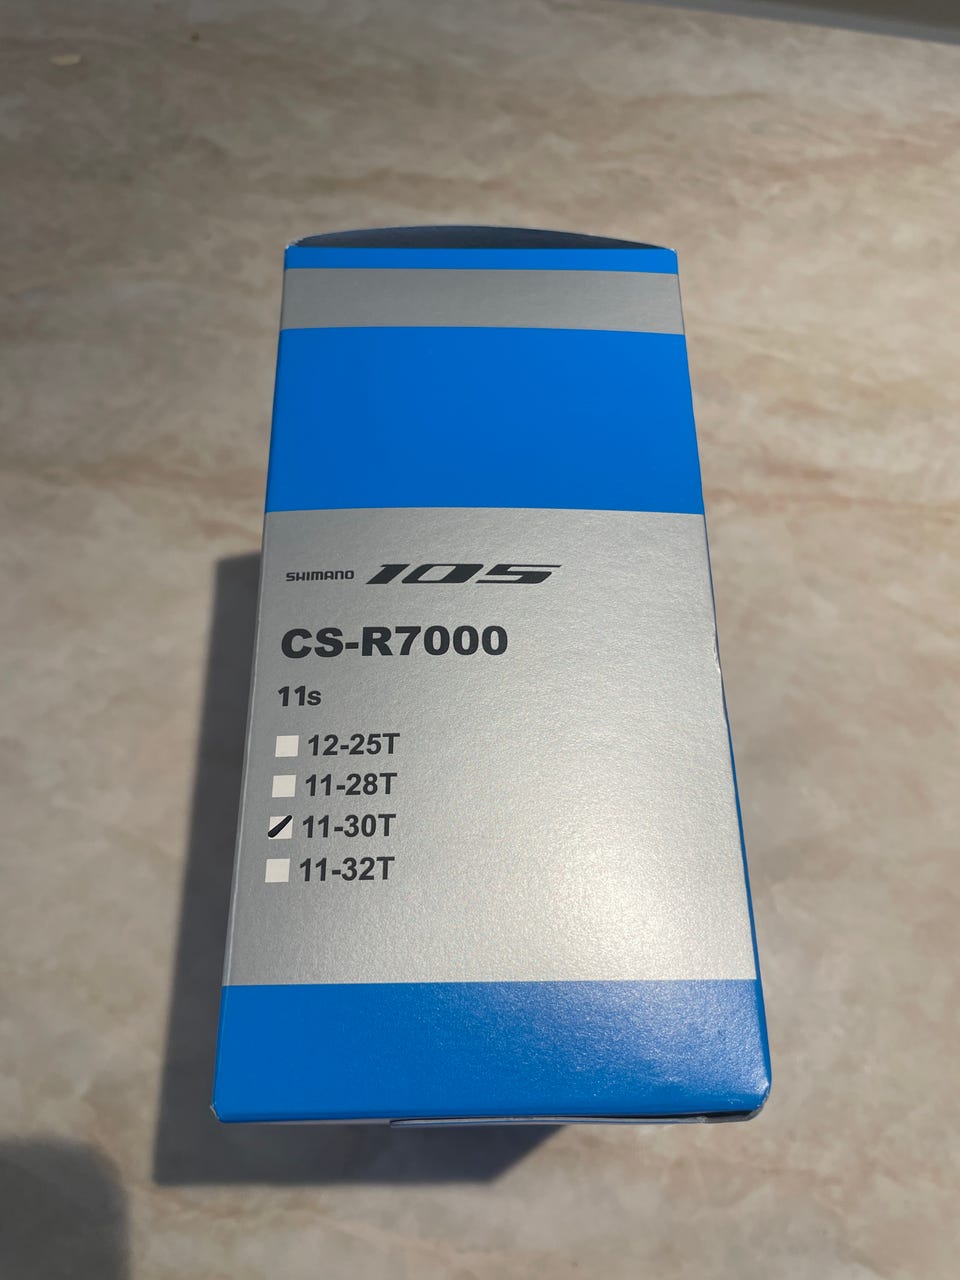 SHIMANO 105
CS-R7000
11s
12-25T
11-28T
11-30T
11-32T